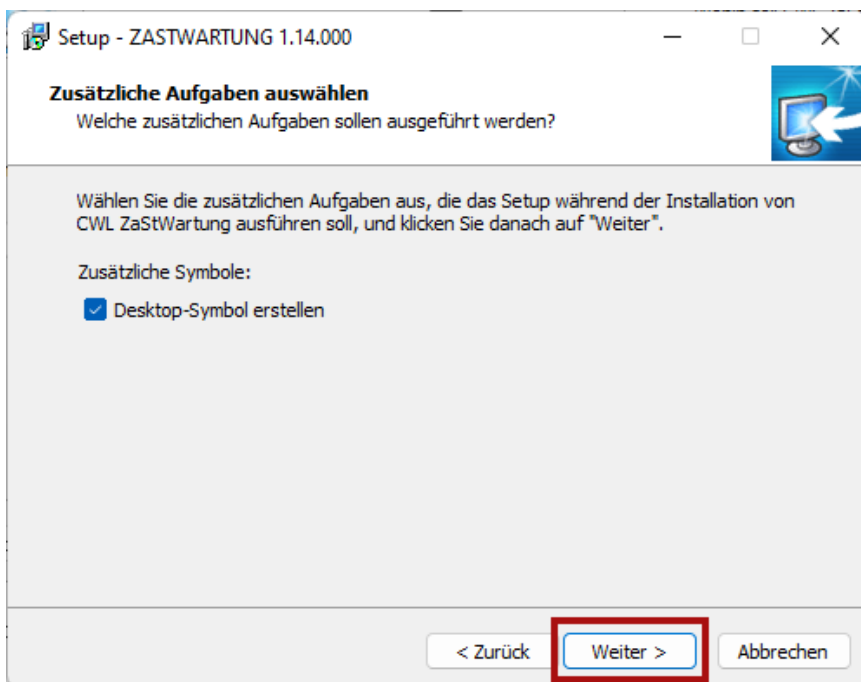 Setup - ZASTWARTUNG 1.14.000
Zusätzliche Aufgaben auswählen
Welche zusätzlichen Aufgaben sollen ausgeführt werden?
Wählen Sie die zusätzlichen Aufgaben aus, die das Setup während der Installation von
CWL ZaStWartung ausführen soll, und klicken Sie danach auf "Weiter".
Zusätzliche Symbole:
Desktop-Symbol erstellen
< Zurück
Weiter >
Abbrechen